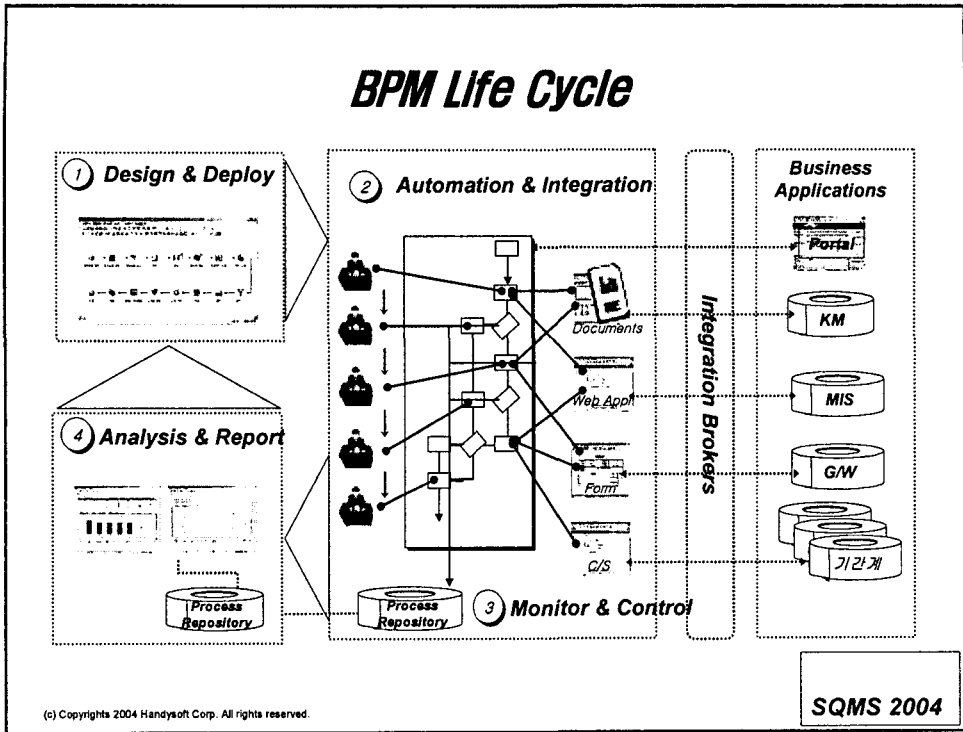 BPM Life Cycle
1 Design & Deploy
2 Automation & Integration
Business
Applications
Portal
Documents
KM
Web Appl
MIS
Integration Brokers
4 Analysis & Report
Form
G/W
C/S
기간계
Process
Repository
Process
Repository
3 Monitor & Control
(c) Copyrights 2004 Handysoft Corp. All rights reserved.
SQMS 2004